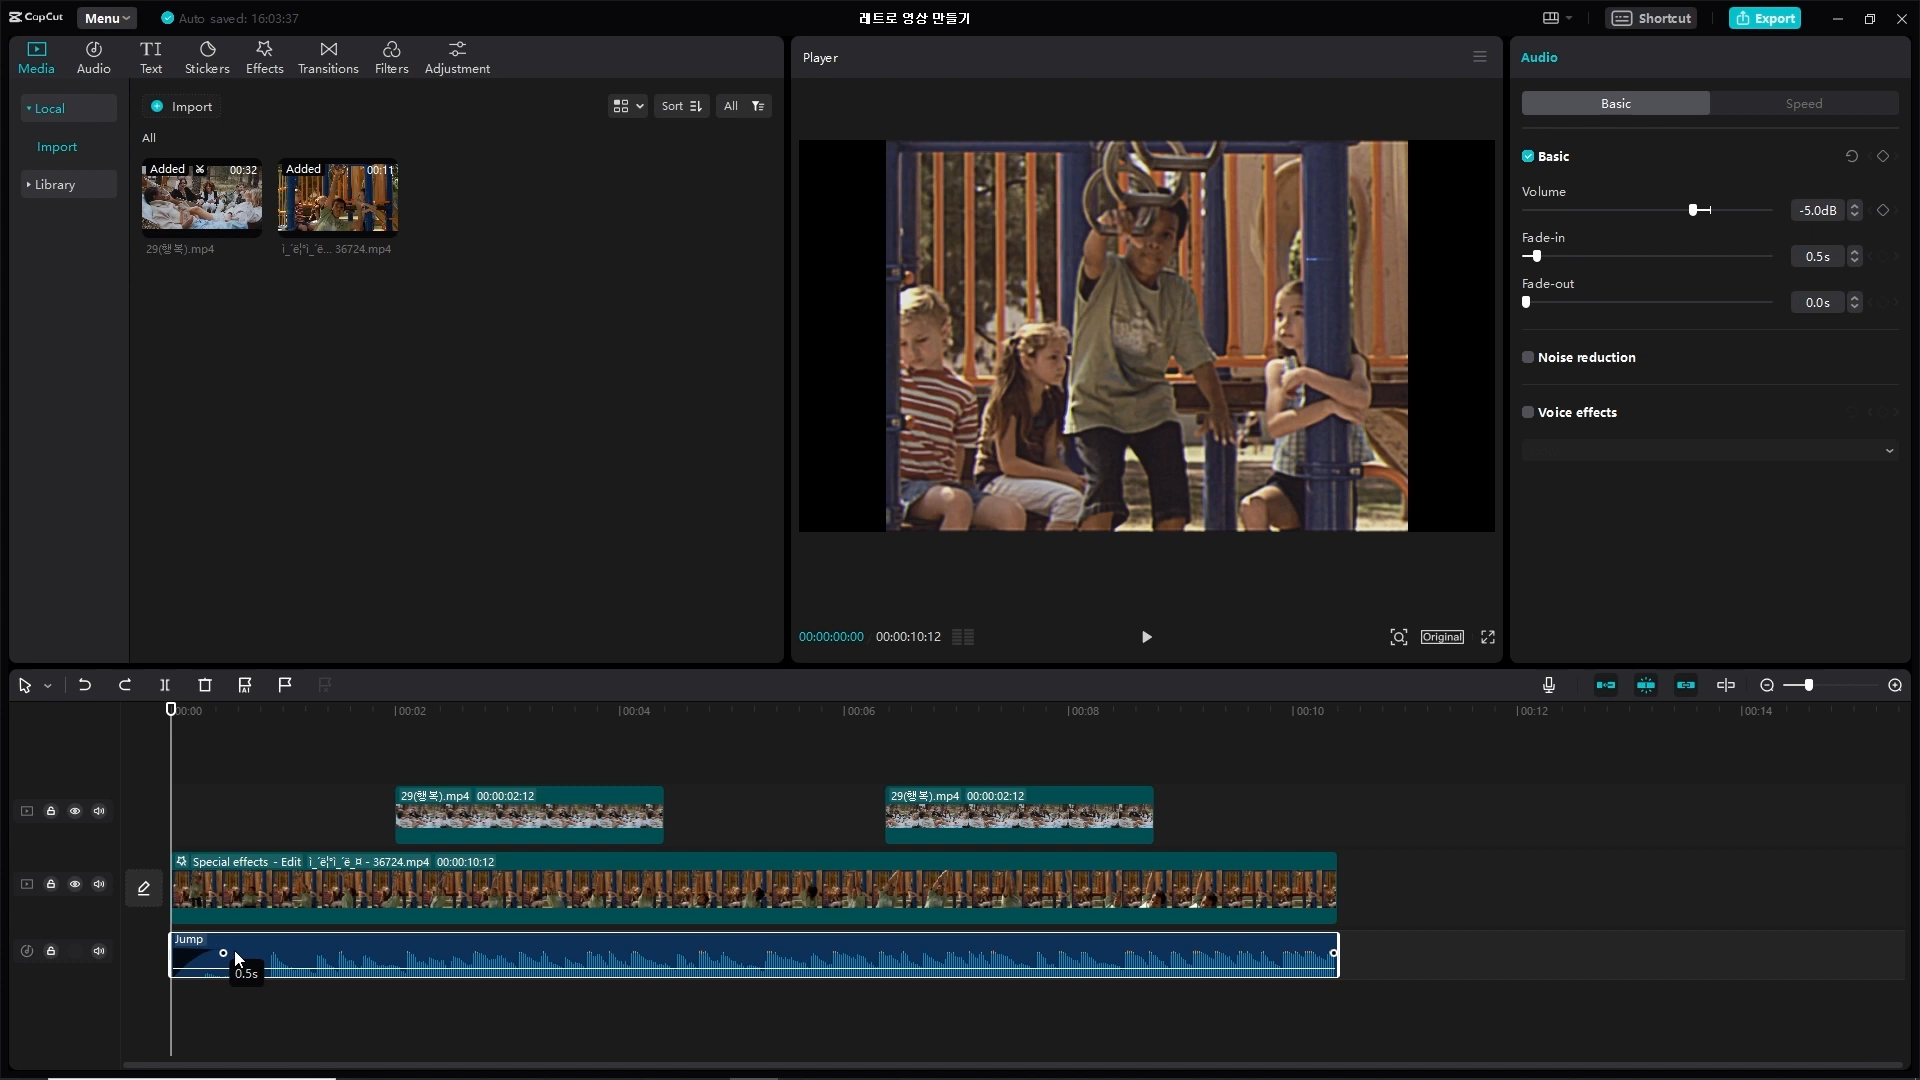 CapCut
Menu
Auto saved: 16:03:37
레트로 영상 만들기
Shortcut
Export
Media
Audio
Text
Stickers
Effects
Transitions
Filters
Adjustment
Local
Import
Library
Import
Sort
All
All
Added
00:32
Added
00:11
29(행복).mp4
36724.mp4
Player
00:00:00:00
00:00:10:12
Original
Audio
Basic
Speed
Basic
Volume
-5.0dB
Fade-in
0.5s
Fade-out
0.0s
Noise reduction
Voice effects
00:00
00:02
00:04
00:06
00:08
00:10
00:12
00:14
29(행복).mp4 00:00:02:12
29(행복).mp4 00:00:02:12
Special effects - Edit - 36724.mp4 00:00:10:12
Jump
0.5s